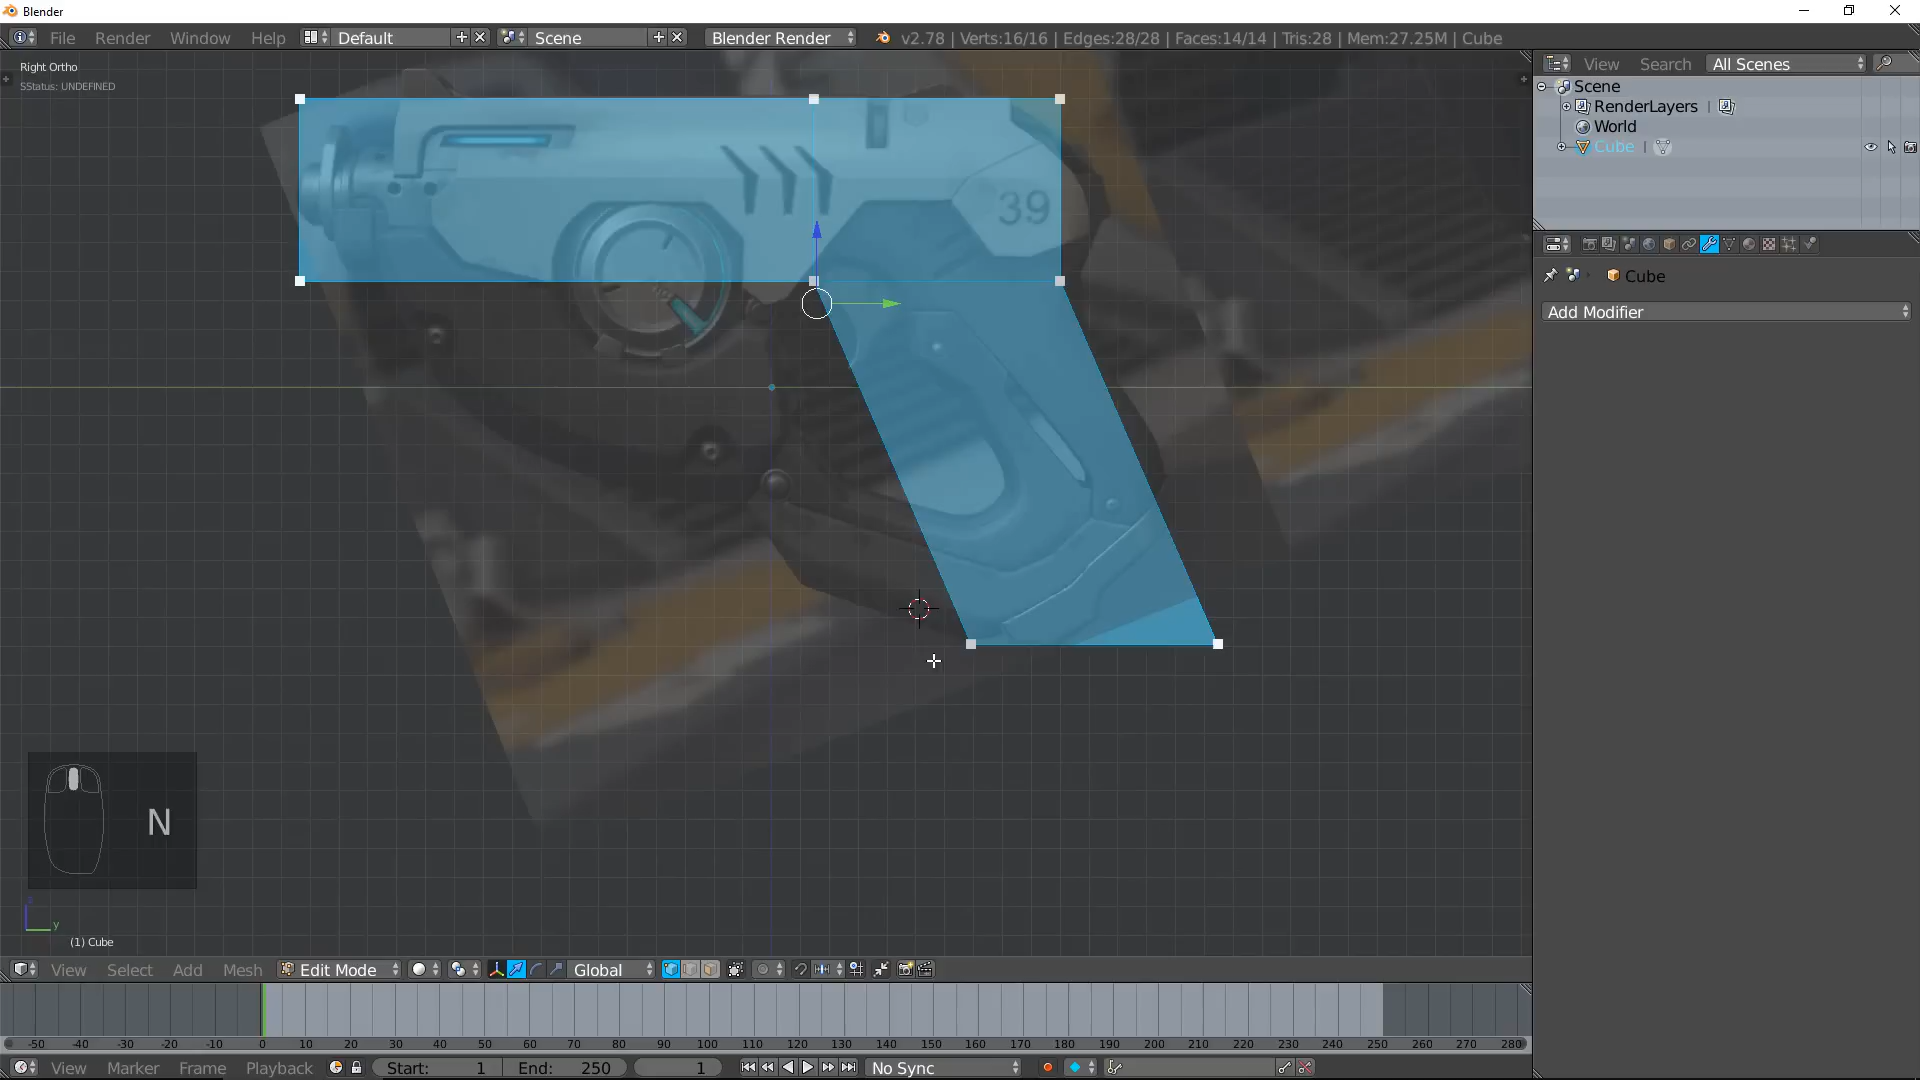 Blender
File Render Window Help Default Scene Blender Render v2.78 | Verts:16/16 | Edges:28/28 | Faces:14/14 | Tris:28 | Mem:27.25M | Cube
Right Ortho
SStatus: UNDEFINED
View Search All Scenes
Scene
RenderLayers |
World
Cube |
Cube
Add Modifier
39
N
z
y
(1) Cube
View Select Add Mesh Edit Mode Global
-50 -40 -30 -20 -10 0 10 20 30 40 50 60 70 80 90 100 110 120 130 140 150 160 170 180 190 200 210 220 230 240 250 260 270 280
View Marker Frame Playback Start: 1 End: 250 1 No Sync